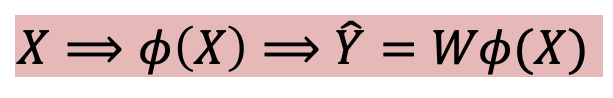 X ⟹ ϕ(X) ⟹ Ŷ = Wϕ(X)